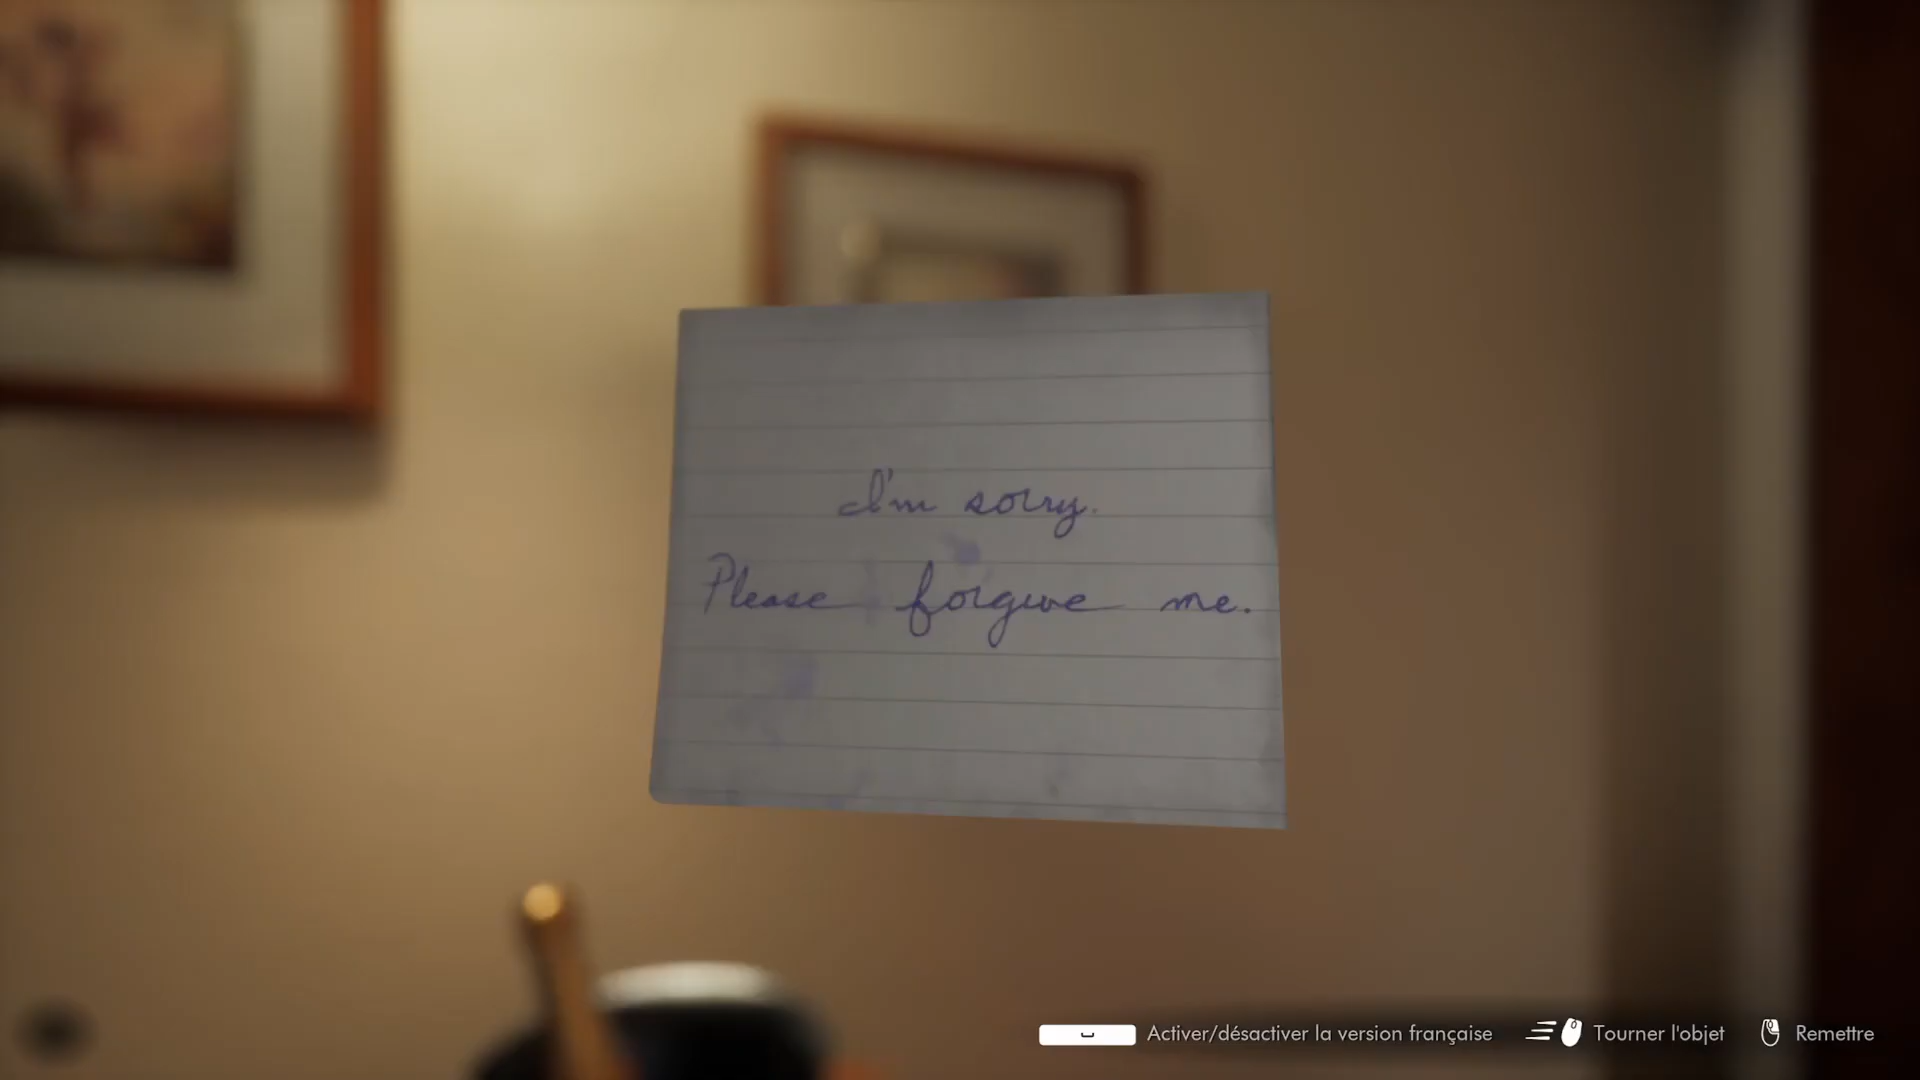 I'm sorry.
Please forgive me.
Activer/désactiver la version française Tourner l'objet Remettre